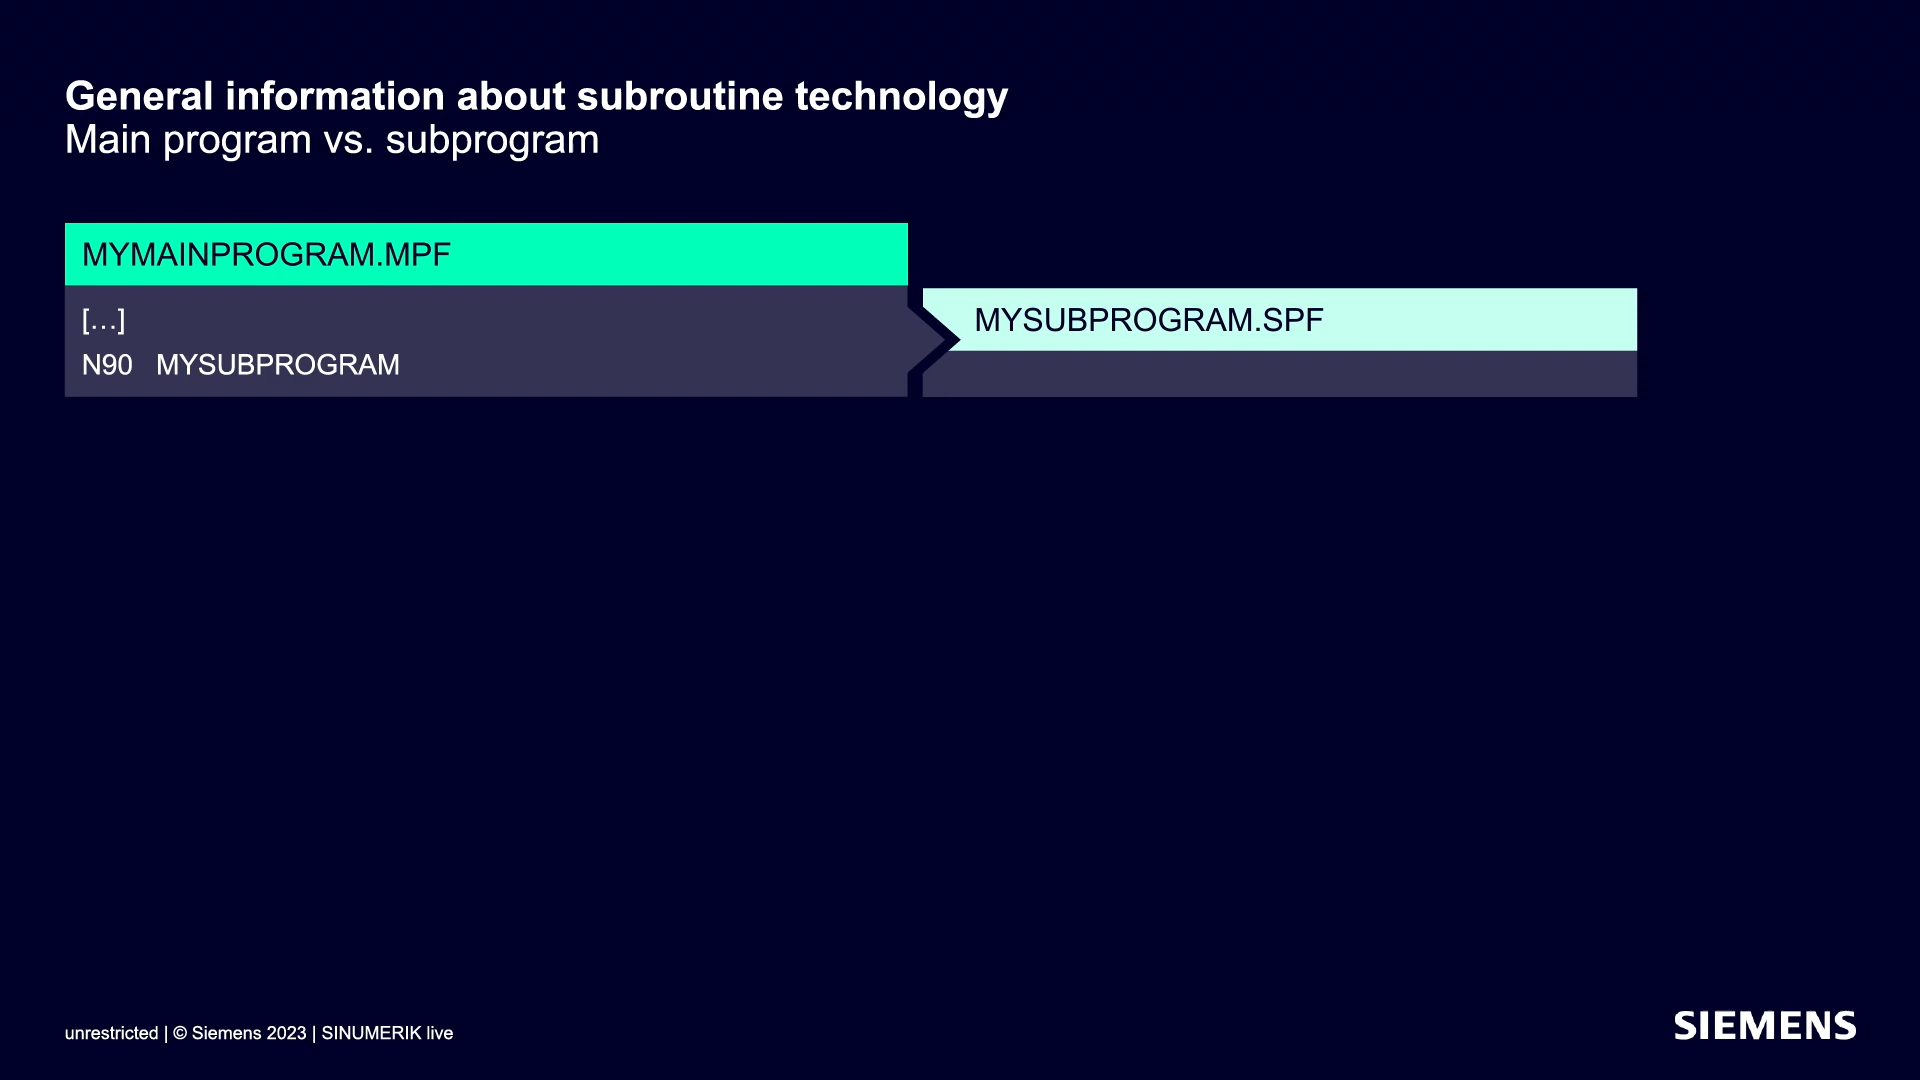 General information about subroutine technology
Main program vs. subprogram
MYMAINPROGRAM.MPF
[…]
N90 MYSUBPROGRAM
MYSUBPROGRAM.SPF
unrestricted | © Siemens 2023 | SINUMERIK live
SIEMENS